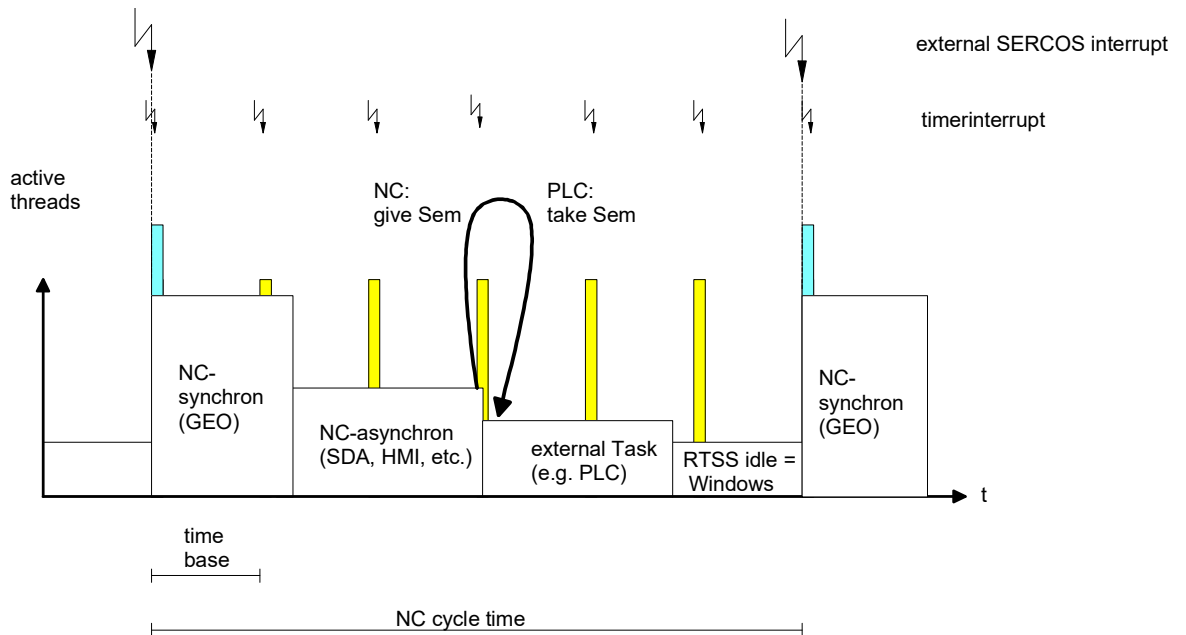 external SERCOS interrupt
timerinterrupt
active
threads
NC:
give Sem
PLC:
take Sem
NC-
synchron
(GEO)
NC-asynchron
(SDA, HMI, etc.)
external Task
(e.g. PLC)
RTSS idle =
Windows
NC-
synchron
(GEO)
t
time
base
NC cycle time